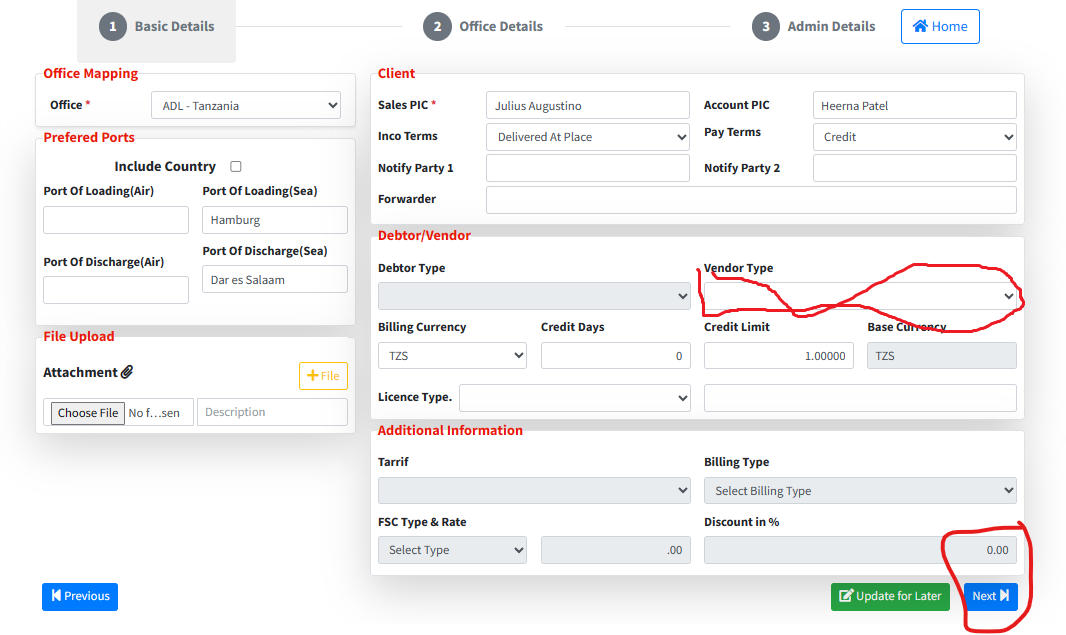 1 Basic Details 2 Office Details 3 Admin Details Home
Office Mapping
Office * ADL - Tanzania
Prefered Ports
Include Country
Port Of Loading(Air) Port Of Loading(Sea)
Hamburg
Port Of Discharge(Air) Port Of Discharge(Sea)
Dar es Salaam
File Upload
Attachment
+ File
Choose File No f...sen Description
Client
Sales PIC * Julius Augustino Account PIC Heerna Patel
Inco Terms Delivered At Place Pay Terms Credit
Notify Party 1 Notify Party 2
Forwarder
Debtor/Vendor
Debtor Type Vendor Type
Billing Currency Credit Days Credit Limit Base Currency
TZS 0 1.00000 TZS
Licence Type.
Additional Information
Tarrif Billing Type
Select Billing Type
FSC Type & Rate Discount in %
Select Type .00 0.00
Previous Update for Later Next